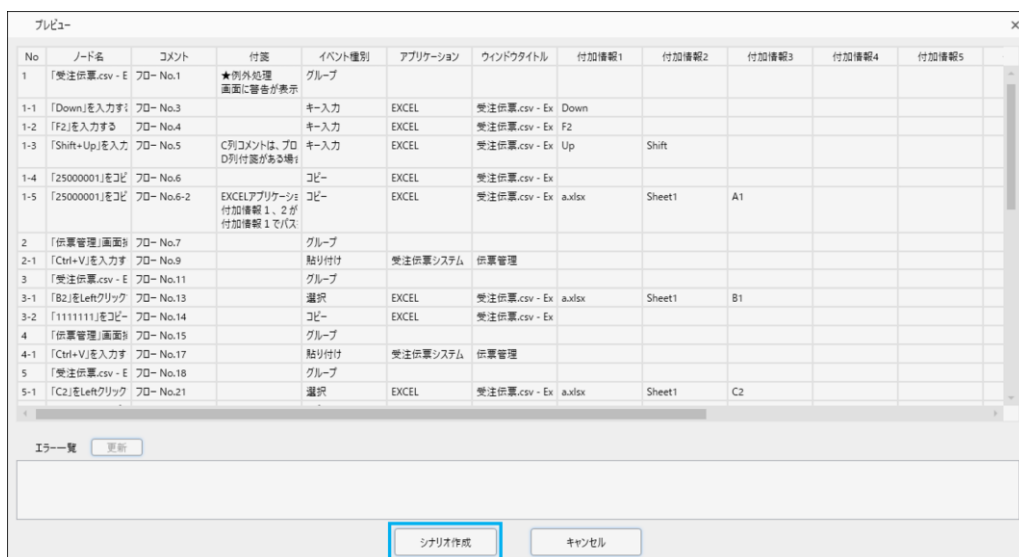 プレビュー
No ノード名 コメント 付箋 イベント種別 アプリケーション ウィンドウタイトル 付加情報1 付加情報2 付加情報3 付加情報4 付加情報5
1 「受注伝票.csv - E フロー No.1 ★例外処理 グループ
画面に警告が表示
1-1 「Down」を入力す フロー No.3 キー入力 EXCEL 受注伝票.csv - Ex Down
1-2 「F2」を入力する フロー No.4 キー入力 EXCEL 受注伝票.csv - Ex F2
1-3 「Shift+Up」を入力 フロー No.5 C列コメントは、プロ キー入力 EXCEL 受注伝票.csv - Ex Up Shift
D列付箋がある場
1-4 「25000001」をコピ フロー No.6 コピー EXCEL 受注伝票.csv - Ex
1-5 「25000001」をコピ フロー No.6-2 EXCELアプリケーショ コピー EXCEL 受注伝票.csv - Ex a.xlsx Sheet1 A1
付加情報1、2が
付加情報1でパス
2 「伝票管理」画面 フロー No.7 グループ
2-1 「Ctrl+V」を入力す フロー No.9 貼り付け 受注伝票システム 伝票管理
3 「受注伝票.csv - E フロー No.11 グループ
3-1 「B2」をLeftクリック フロー No.13 選択 EXCEL 受注伝票.csv - Ex a.xlsx Sheet1 B1
3-2 「1111111」をコピー フロー No.14 コピー EXCEL 受注伝票.csv - Ex
4 「伝票管理」画面 フロー No.15 グループ
4-1 「Ctrl+V」を入力す フロー No.17 貼り付け 受注伝票システム 伝票管理
5 「受注伝票.csv - E フロー No.18 グループ
5-1 「C2」をLeftクリック フロー No.21 選択 EXCEL 受注伝票.csv - Ex a.xlsx Sheet1 C2
エラー一覧 更新
シナリオ作成 キャンセル